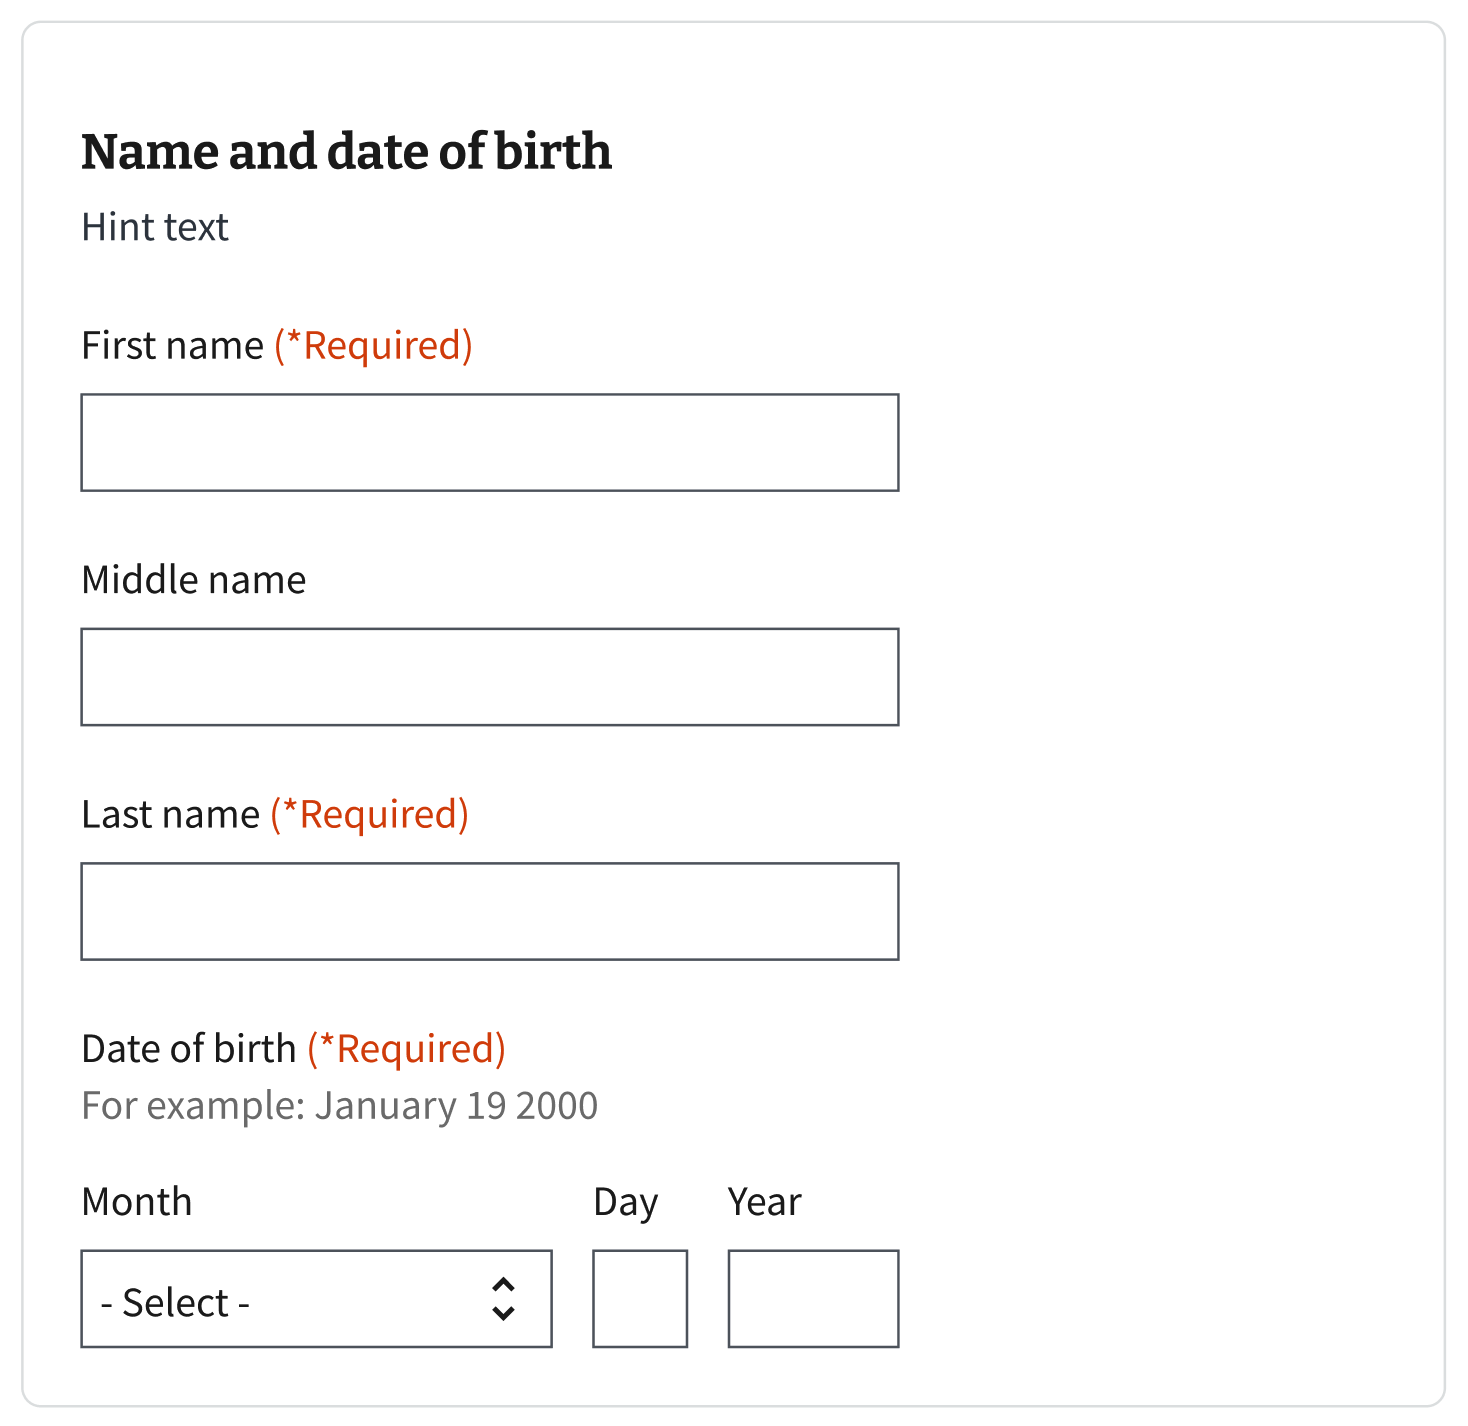 Name and date of birth
Hint text
First name (*Required)
Middle name
Last name (*Required)
Date of birth (*Required)
For example: January 19 2000
Month Day Year
- Select -